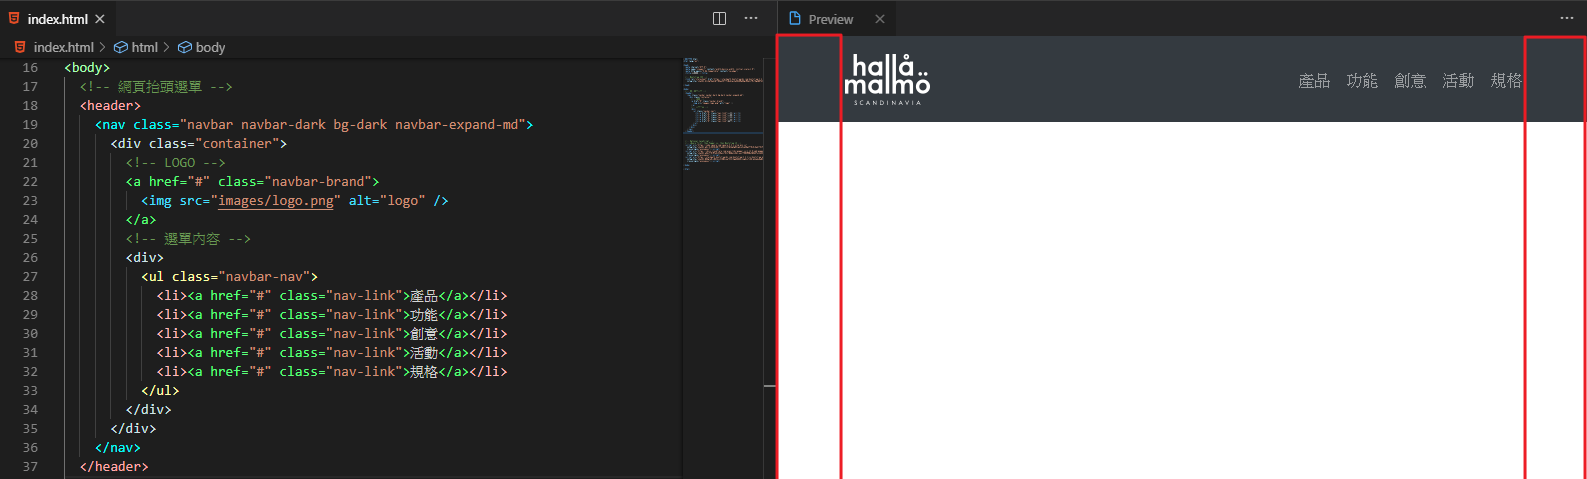 index.html
index.html > html > body
16 <body>
17 <!-- 網頁抬頭選單 -->
18 <header>
19 <nav class="navbar navbar-dark bg-dark navbar-expand-md">
20 <div class="container">
21 <!-- LOGO -->
22 <a href="#" class="navbar-brand">
23 <img src="images/logo.png" alt="logo" />
24 </a>
25 <!-- 選單內容 -->
26 <div>
27 <ul class="navbar-nav">
28 <li><a href="#" class="nav-link">產品</a></li>
29 <li><a href="#" class="nav-link">功能</a></li>
30 <li><a href="#" class="nav-link">創意</a></li>
31 <li><a href="#" class="nav-link">活動</a></li>
32 <li><a href="#" class="nav-link">規格</a></li>
33 </ul>
34 </div>
35 </div>
36 </nav>
37 </header>
Preview
hallå
malmö
SCANDINAVIA
產品 功能 創意 活動 規格